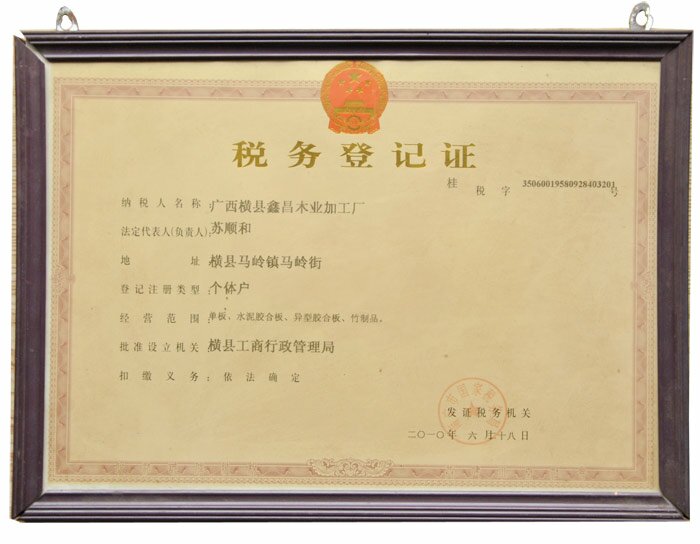 税务登记证
桂 税 字 35060019580928403201 号
纳税人名称:广西横县鑫昌木业加工厂
法定代表人(负责人):苏顺和
地 址:横县马岭镇马岭街
登记注册类型:个体户
经营范围:单板、水泥胶合板、异型胶合板、竹制品。
批准设立机关:横县工商行政管理局
扣缴义务:依法确定
发证税务机关
二〇一〇年 六月十八日